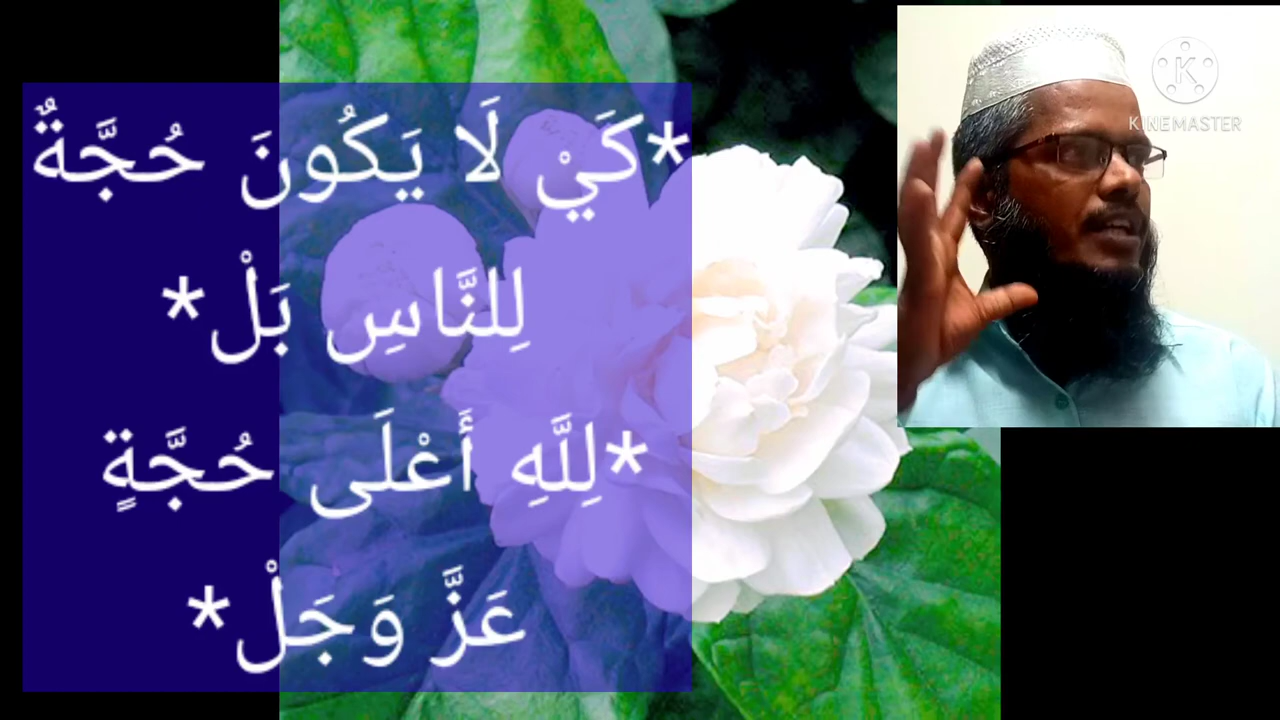 *كَيْ لَا يَكُونَ حُجَّةٌ
لِلنَّاسِ بَلْ*
*لِلَّهِ أَعْلَى حُجَّةٍ
عَزَّ وَجَلْ*
KINEMASTER